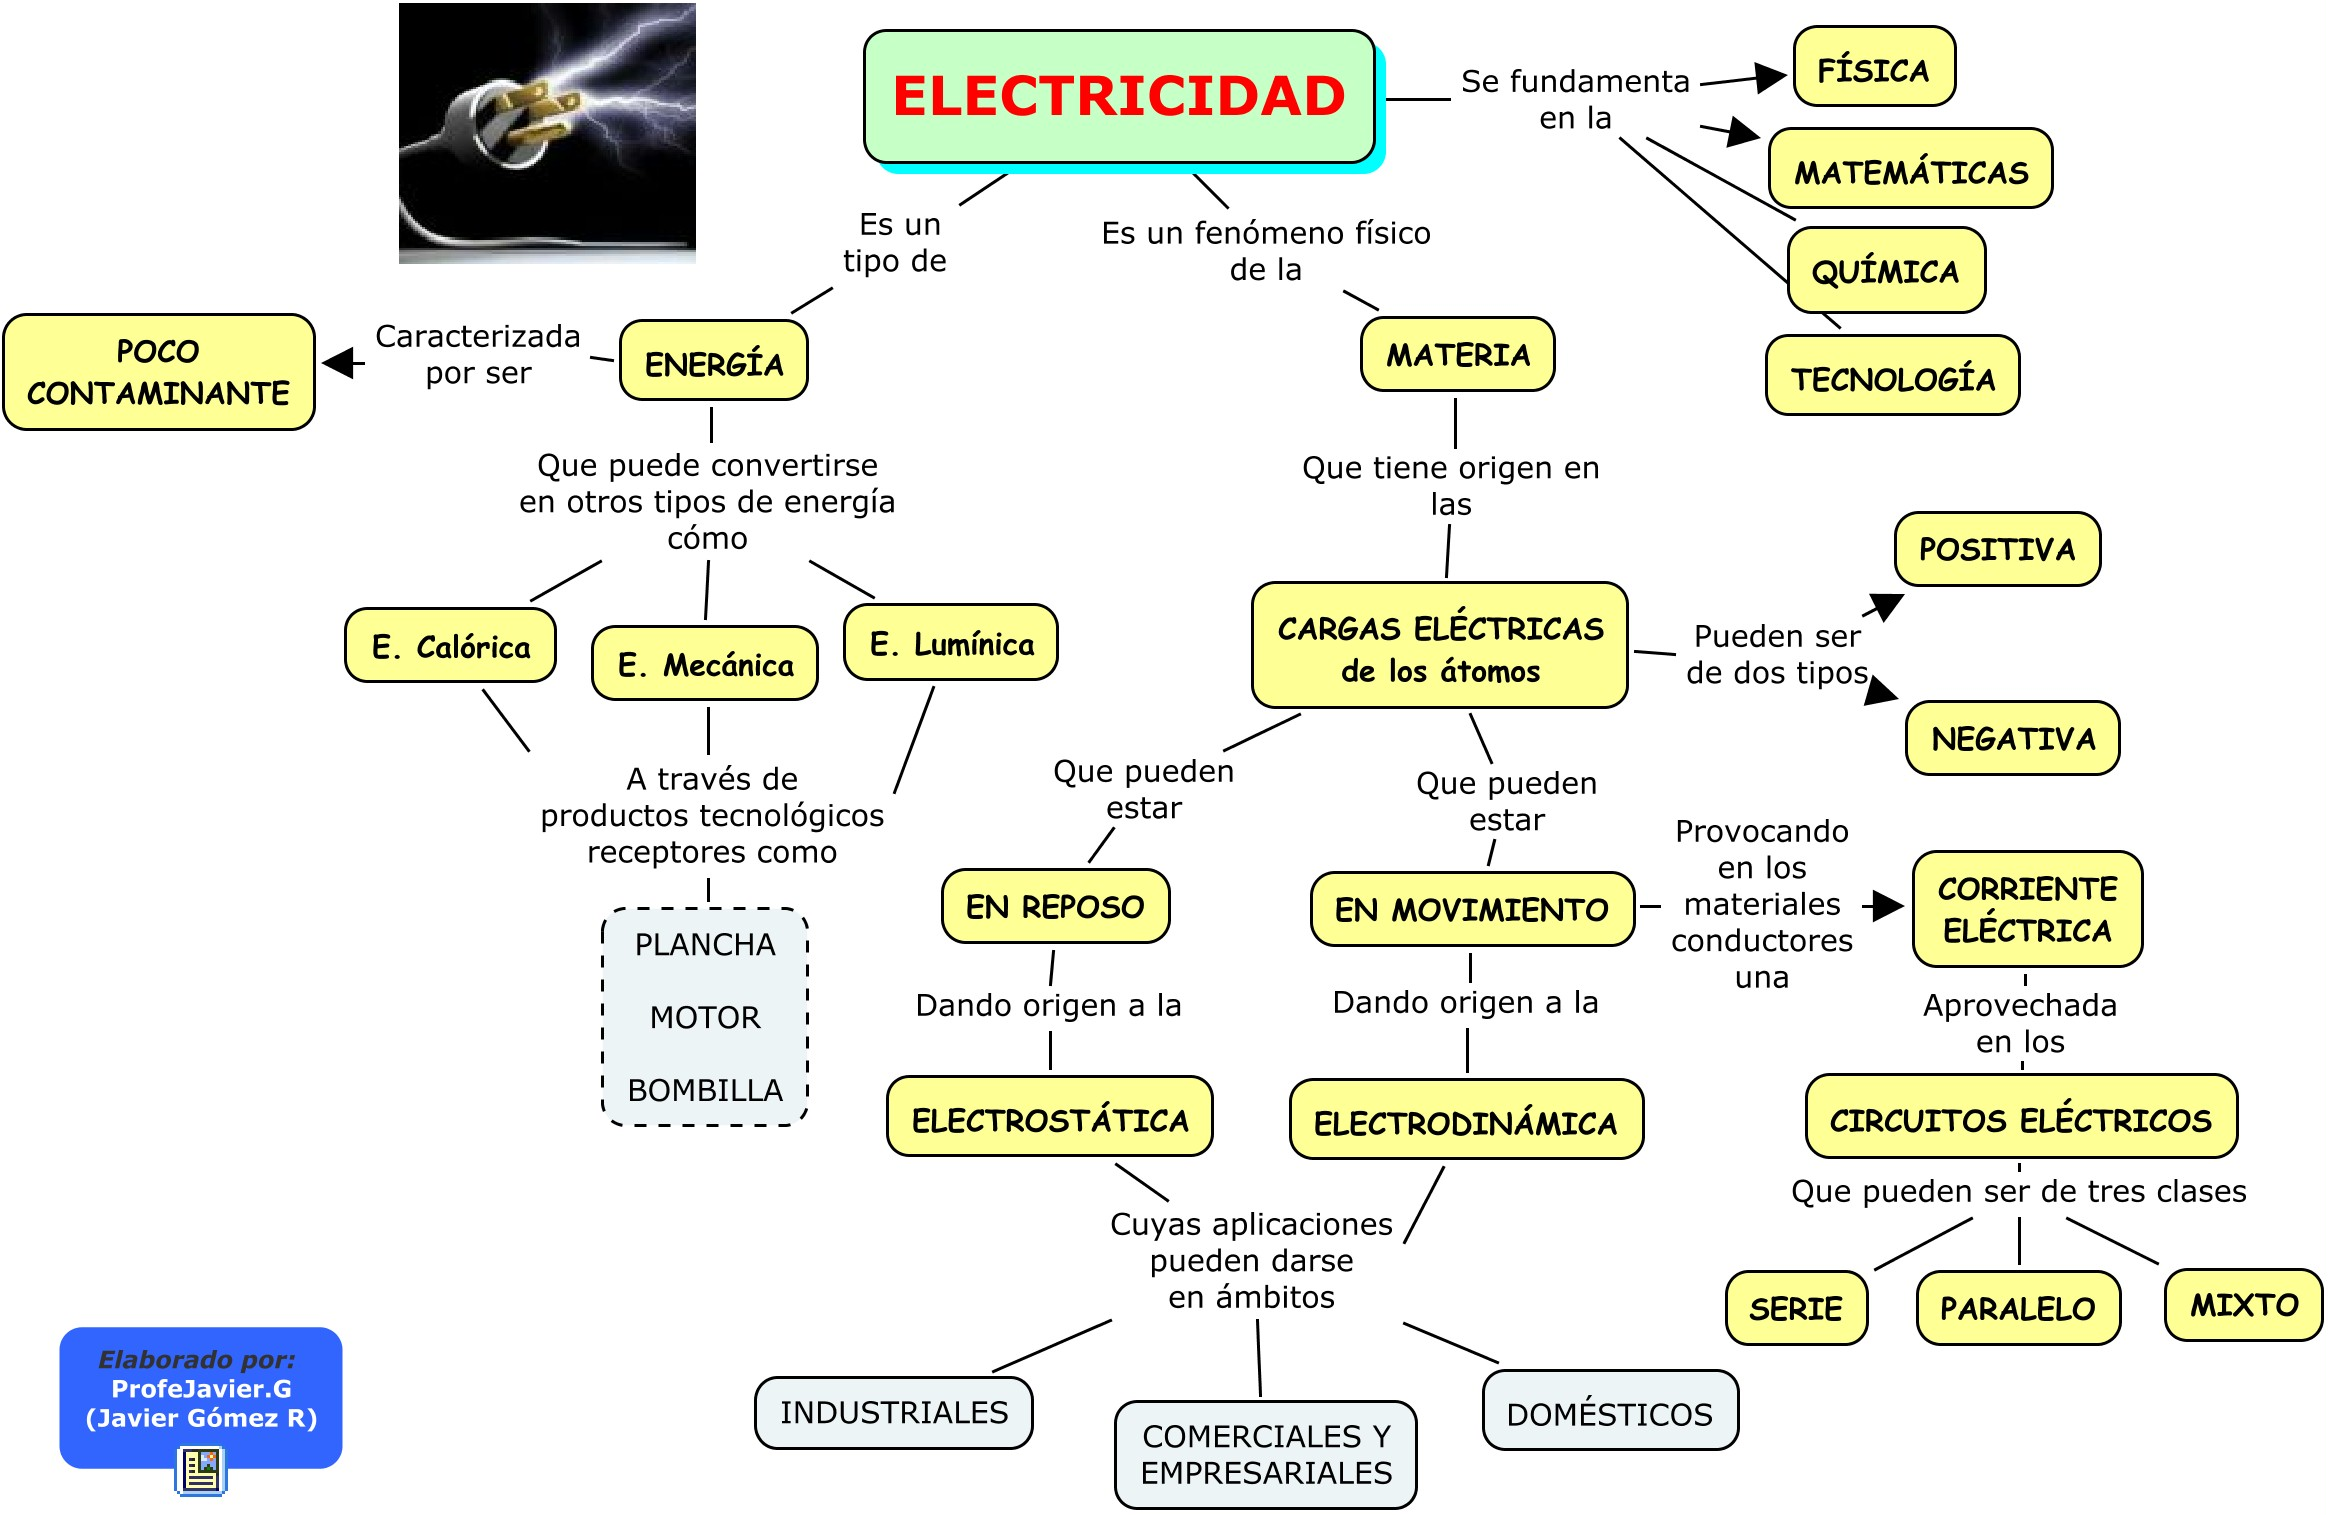 ELECTRICIDAD
Se fundamenta
en la
FÍSICA
MATEMÁTICAS
QUÍMICA
TECNOLOGÍA
Es un
tipo de
Es un fenómeno físico
de la
POCO
CONTAMINANTE
Caracterizada
por ser
ENERGÍA
MATERIA
Que puede convertirse
en otros tipos de energía
cómo
Que tiene origen en
las
E. Calórica
E. Mecánica
E. Lumínica
CARGAS ELÉCTRICAS
de los átomos
Pueden ser
de dos tipos
POSITIVA
NEGATIVA
A través de
productos tecnológicos
receptores como
PLANCHA
MOTOR
BOMBILLA
Que pueden
estar
Que pueden
estar
EN REPOSO
EN MOVIMIENTO
Provocando
en los
materiales
conductores
una
CORRIENTE
ELÉCTRICA
Dando origen a la
Dando origen a la
Aprovechada
en los
ELECTROSTÁTICA
ELECTRODINÁMICA
CIRCUITOS ELÉCTRICOS
Que pueden ser de tres clases
SERIE
PARALELO
MIXTO
Cuyas aplicaciones
pueden darse
en ámbitos
INDUSTRIALES
COMERCIALES Y
EMPRESARIALES
DOMÉSTICOS
Elaborado por:
ProfeJavier.G
(Javier Gómez R)